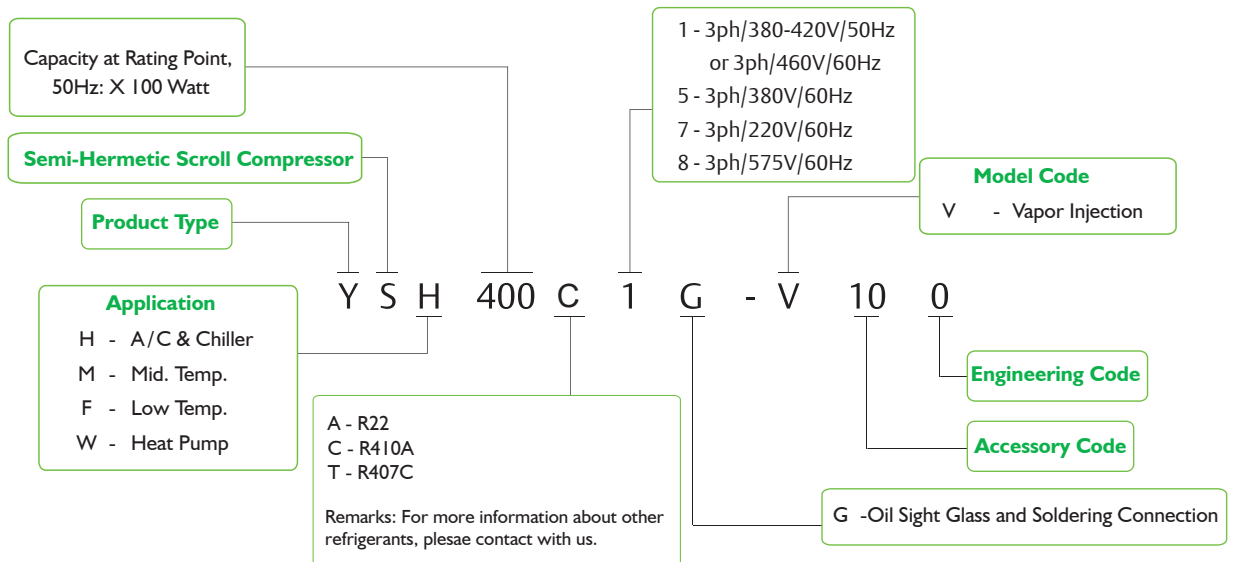 Capacity at Rating Point,
50Hz: X 100 Watt
1 - 3ph/380-420V/50Hz
or 3ph/460V/60Hz
5 - 3ph/380V/60Hz
7 - 3ph/220V/60Hz
8 - 3ph/575V/60Hz
Semi-Hermetic Scroll Compressor
Model Code
V - Vapor Injection
Product Type
Y S H 400 C 1 G - V 10 0
Application
H - A/C & Chiller
M - Mid. Temp.
F - Low Temp.
W - Heat Pump
Engineering Code
A - R22
C - R410A
T - R407C
Remarks: For more information about other
refrigerants, plesae contact with us.
Accessory Code
G -Oil Sight Glass and Soldering Connection